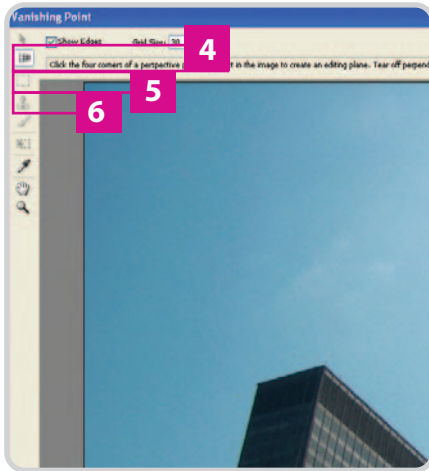 Vanishing Point
Show Edges Grid Size: 30
4
Click the four corners of a perspective in the image to create an editing plane. Tear off
5
6